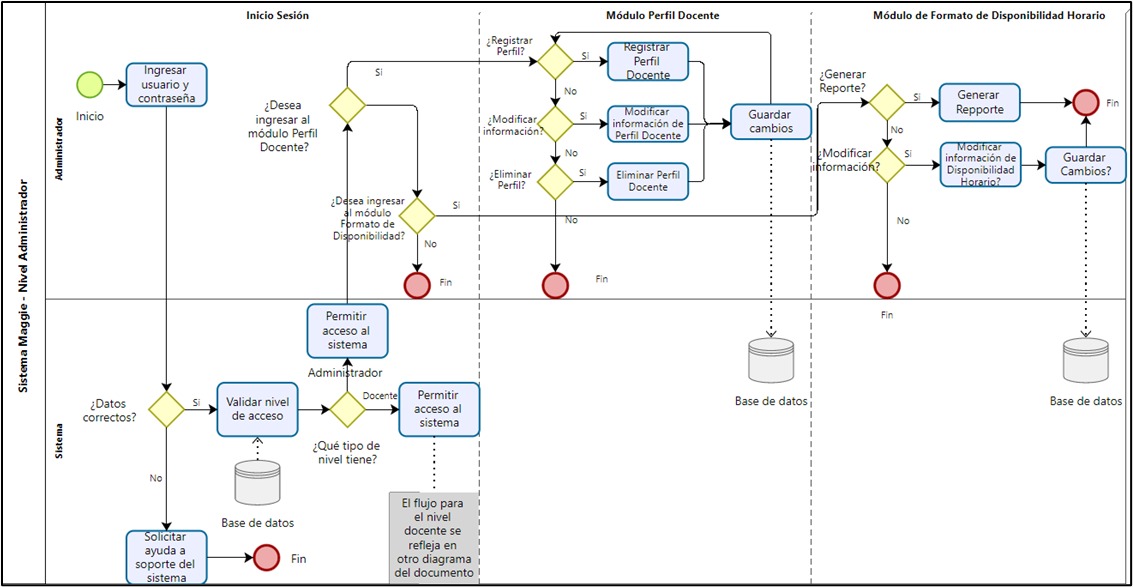 Sistema Maggie - Nivel Administrador
Administrador
Sistema
Inicio Sesión
Módulo Perfil Docente
Módulo de Formato de Disponibilidad Horario
Inicio
Ingresar
usuario y
contraseña
¿Desea
ingresar al
módulo Perfil
Docente?
Si
¿Desea ingresar
al módulo
Formato de
Disponibilidad?
Si
No
Fin
¿Registrar
Perfil?
Si
Registrar
Perfil
Docente
No
¿Modificar
información?
Si
Modificar
información de
Perfil Docente
No
¿Eliminar
Perfil?
Si
Eliminar Perfil
Docente
No
Fin
Guardar
cambios
Base de datos
¿Generar
Reporte?
Si
Generar
Repporte
Fin
No
¿Modificar
información?
Si
Modificar
información de
Disponibilidad
Horario?
Guardar
Cambios?
No
Fin
Base de datos
¿Datos
correctos?
Si
Validar nivel
de acceso
Base de datos
No
Solicitar
ayuda a
soporte del
sistema
Fin
¿Qué tipo de
nivel tiene?
Administrador
Permitir
acceso al
sistema
Docente
Permitir
acceso al
sistema
El flujo para
el nivel
docente se
refleja en
otro diagrama
del documento